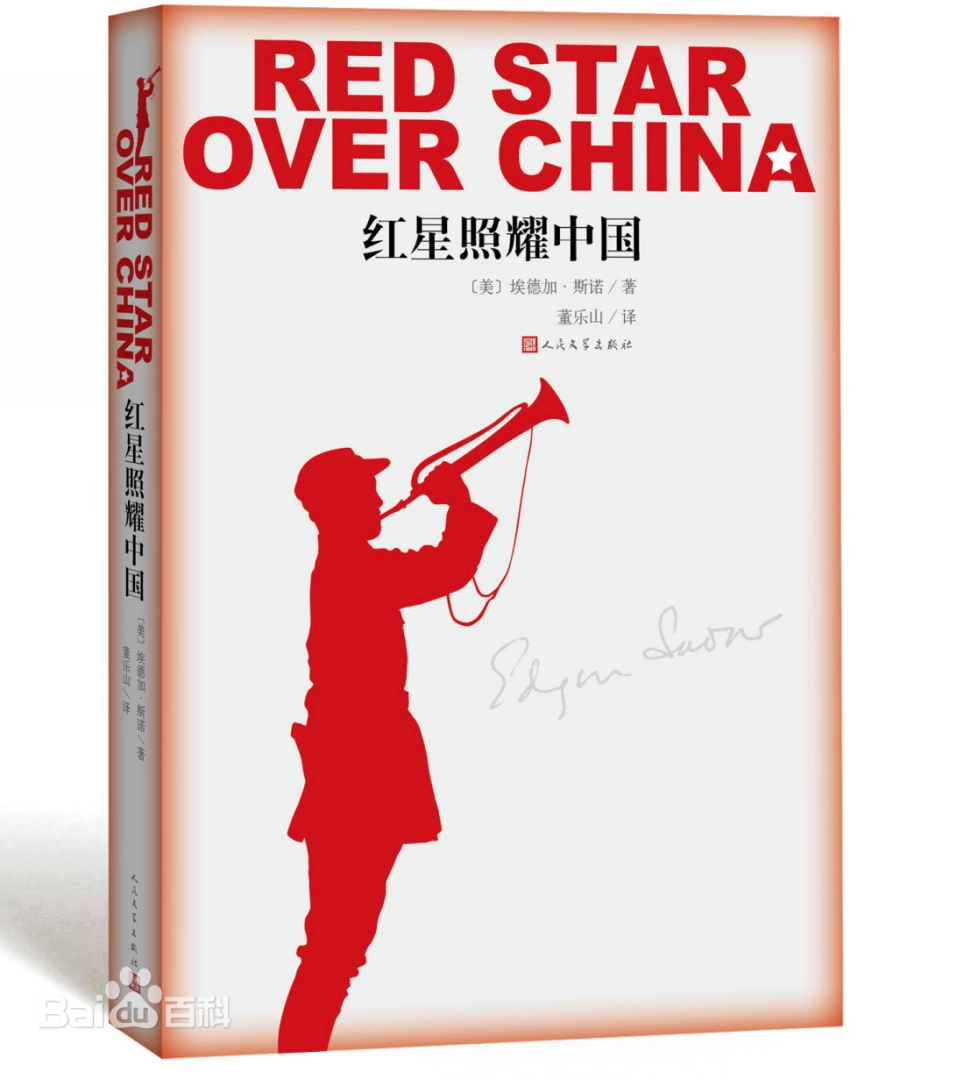 RED STAR
OVER CHINA
红星照耀中国
〔美〕埃德加·斯诺/著
董乐山/译
人民文学出版社
Edgar Snow
RED STAR
OVER CHINA
红星照耀中国
〔美〕埃德加·斯诺/著
董乐山/译
人民文学出版社
Baidu百科